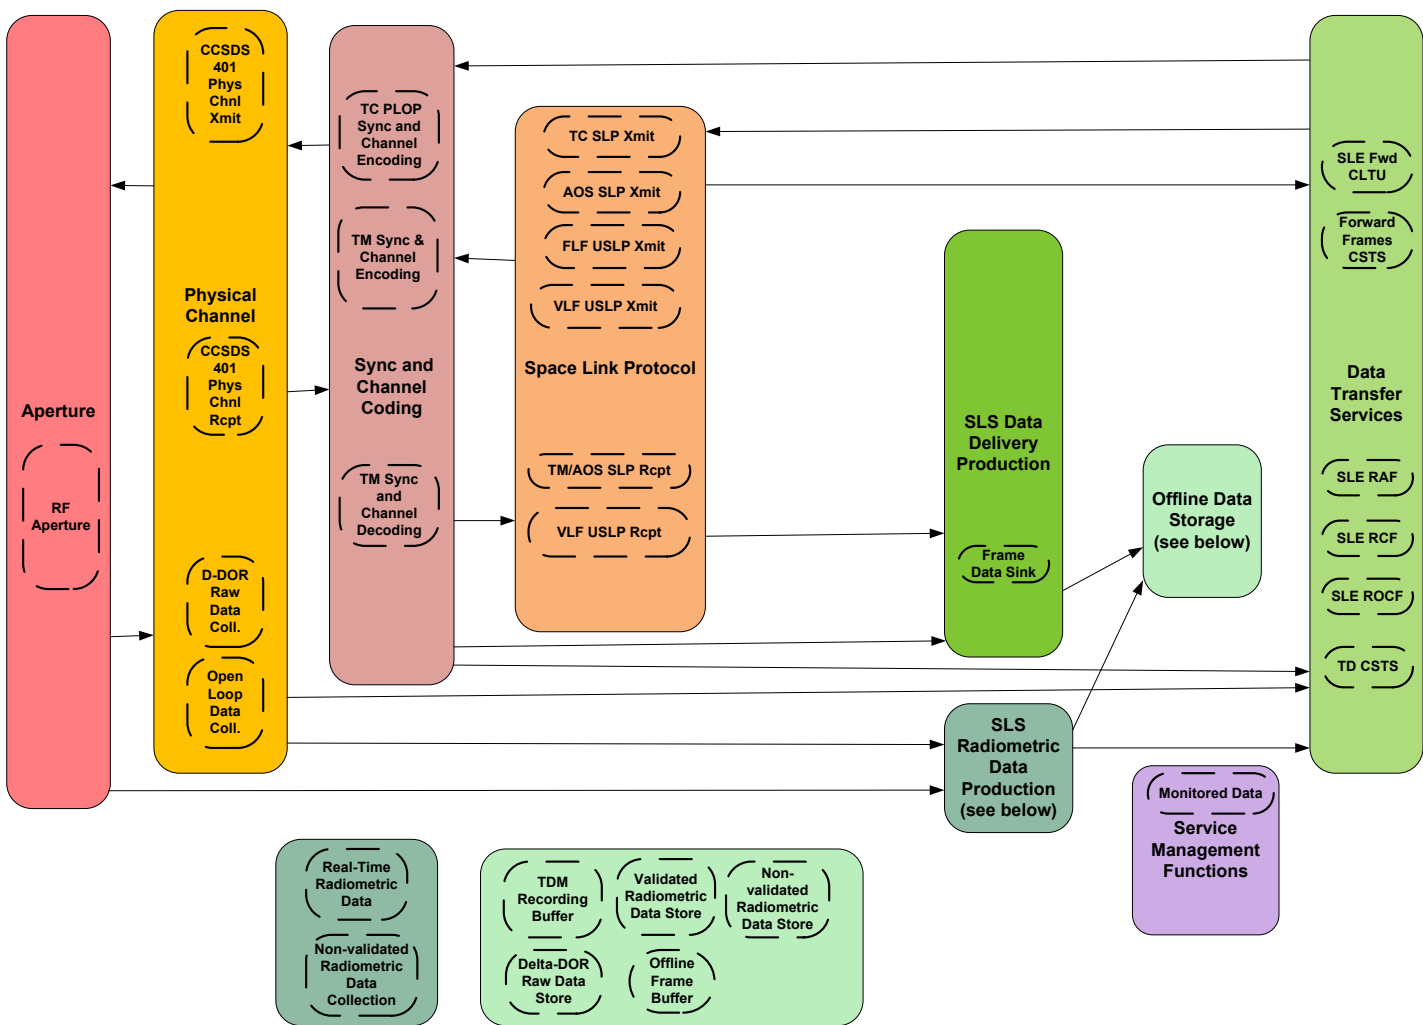 Aperture
RF
Aperture
CCSDS
401
Phys
Chnl
Xmit
Physical
Channel
CCSDS
401
Phys
Chnl
Rcpt
D-DOR
Raw
Data
Coll.
Open
Loop
Data
Coll.
TC PLOP
Sync and
Channel
Encoding
TM Sync &
Channel
Encoding
Sync and
Channel
Coding
TM Sync
and
Channel
Decoding
TC SLP Xmit
AOS SLP Xmit
FLF USLP Xmit
VLF USLP Xmit
Space Link Protocol
TM/AOS SLP Rcpt
VLF USLP Rcpt
SLS Data
Delivery
Production
Frame
Data Sink
Offline Data
Storage
(see below)
SLS
Radiometric
Data
Production
(see below)
SLE Fwd
CLTU
Forward
Frames
CSTS
Data
Transfer
Services
SLE RAF
SLE RCF
SLE ROCF
TD CSTS
Monitored Data
Service
Management
Functions
Real-Time
Radiometric
Data
Non-validated
Radiometric
Data
Collection
TDM
Recording
Buffer
Validated
Radiometric
Data Store
Non-
validated
Radiometric
Data Store
Delta-DOR
Raw Data
Store
Offline
Frame
Buffer